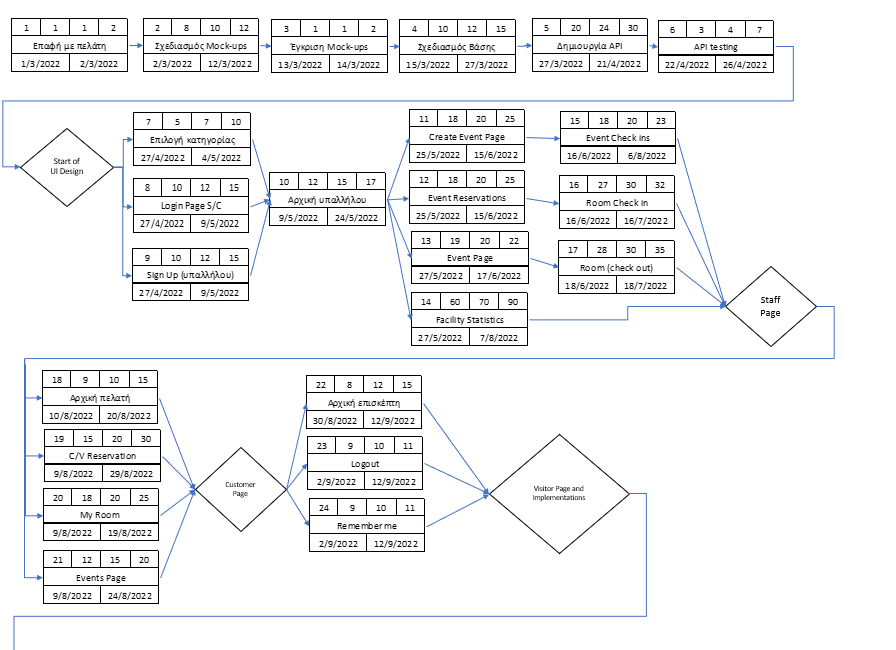 1 1 1 2
Επαφή με πελάτη
1/3/2022 2/3/2022
2 8 10 12
Σχεδιασμός Mock-ups
2/3/2022 12/3/2022
3 1 1 2
Έγκριση Mock-ups
13/3/2022 14/3/2022
4 10 12 15
Σχεδιασμός Βάσης
15/3/2022 27/3/2022
5 20 24 30
Δημιουργία API
27/3/2022 21/4/2022
6 3 4 7
API testing
22/4/2022 26/4/2022
Start of
UI Design
7 5 7 10
Επιλογή κατηγορίας
27/4/2022 4/5/2022
8 10 12 15
Login Page S/C
27/4/2022 9/5/2022
9 10 12 15
Sign Up (υπαλλήλου)
27/4/2022 9/5/2022
10 12 15 17
Αρχική υπαλλήλου
9/5/2022 24/5/2022
11 18 20 25
Create Event Page
25/5/2022 15/6/2022
12 18 20 25
Event Reservations
25/5/2022 15/6/2022
13 19 20 22
Event Page
27/5/2022 17/6/2022
14 60 70 90
Facility Statistics
27/5/2022 7/8/2022
15 18 20 23
Event Check ins
16/6/2022 6/8/2022
16 27 30 32
Room Check in
16/6/2022 16/7/2022
17 28 30 35
Room (check out)
18/6/2022 18/7/2022
Staff
Page
18 9 10 15
Αρχική πελατή
10/8/2022 20/8/2022
19 15 20 30
C/V Reservation
9/8/2022 29/8/2022
20 18 20 25
My Room
9/8/2022 19/8/2022
21 12 15 20
Events Page
9/8/2022 24/8/2022
Customer
Page
22 8 12 15
Αρχική επισκέπτη
30/8/2022 12/9/2022
23 9 10 11
Logout
2/9/2022 12/9/2022
24 9 10 11
Remember me
2/9/2022 12/9/2022
Visitor Page and
Implementations